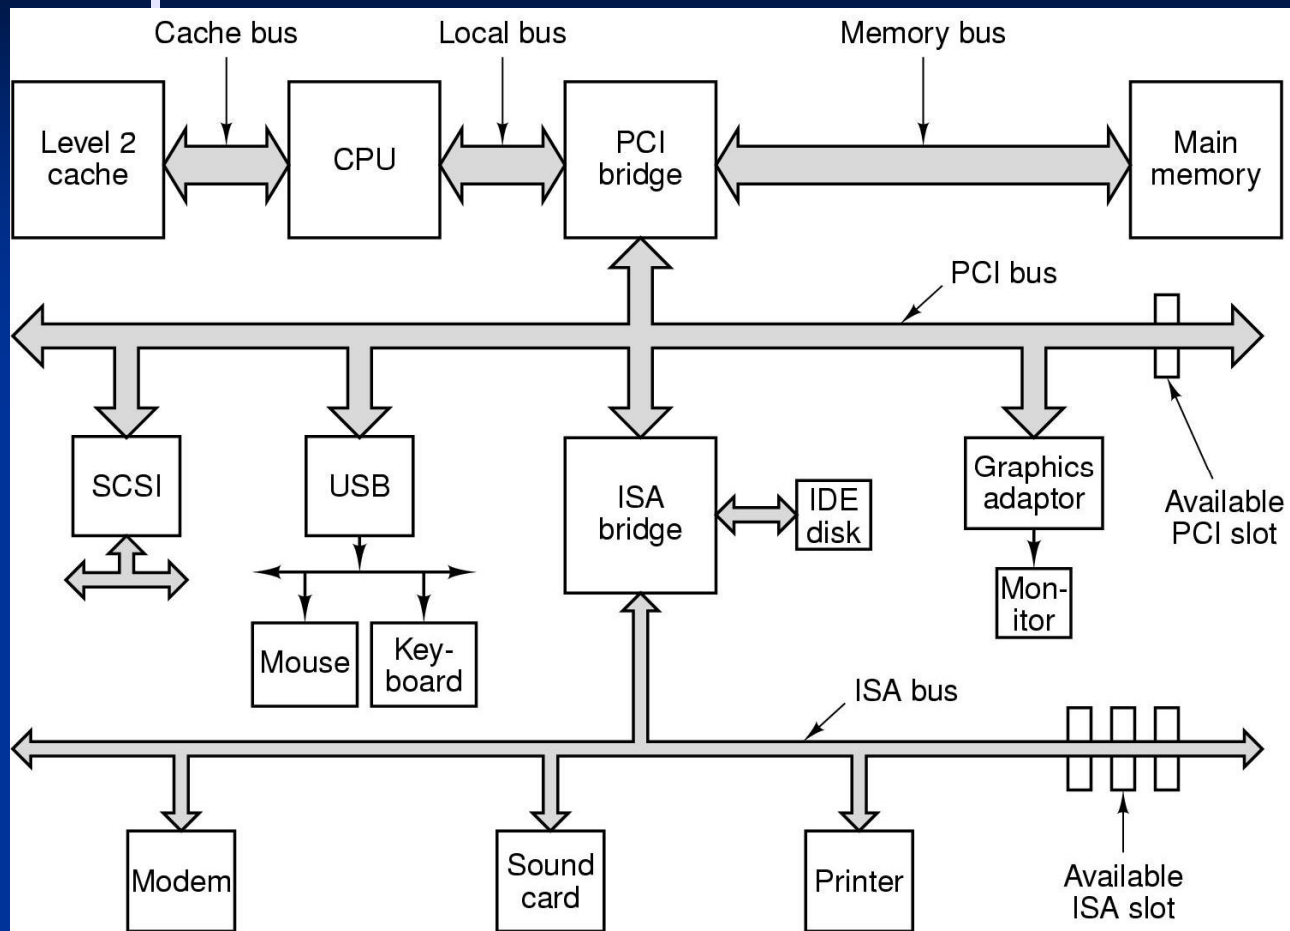 Cache bus
Local bus
Memory bus
Level 2
cache
CPU
PCI
bridge
Main
memory
PCI bus
SCSI
USB
ISA
bridge
IDE
disk
Graphics
adaptor
Available
PCI slot
Mon-
itor
Mouse
Key-
board
ISA bus
Modem
Sound
card
Printer
Available
ISA slot